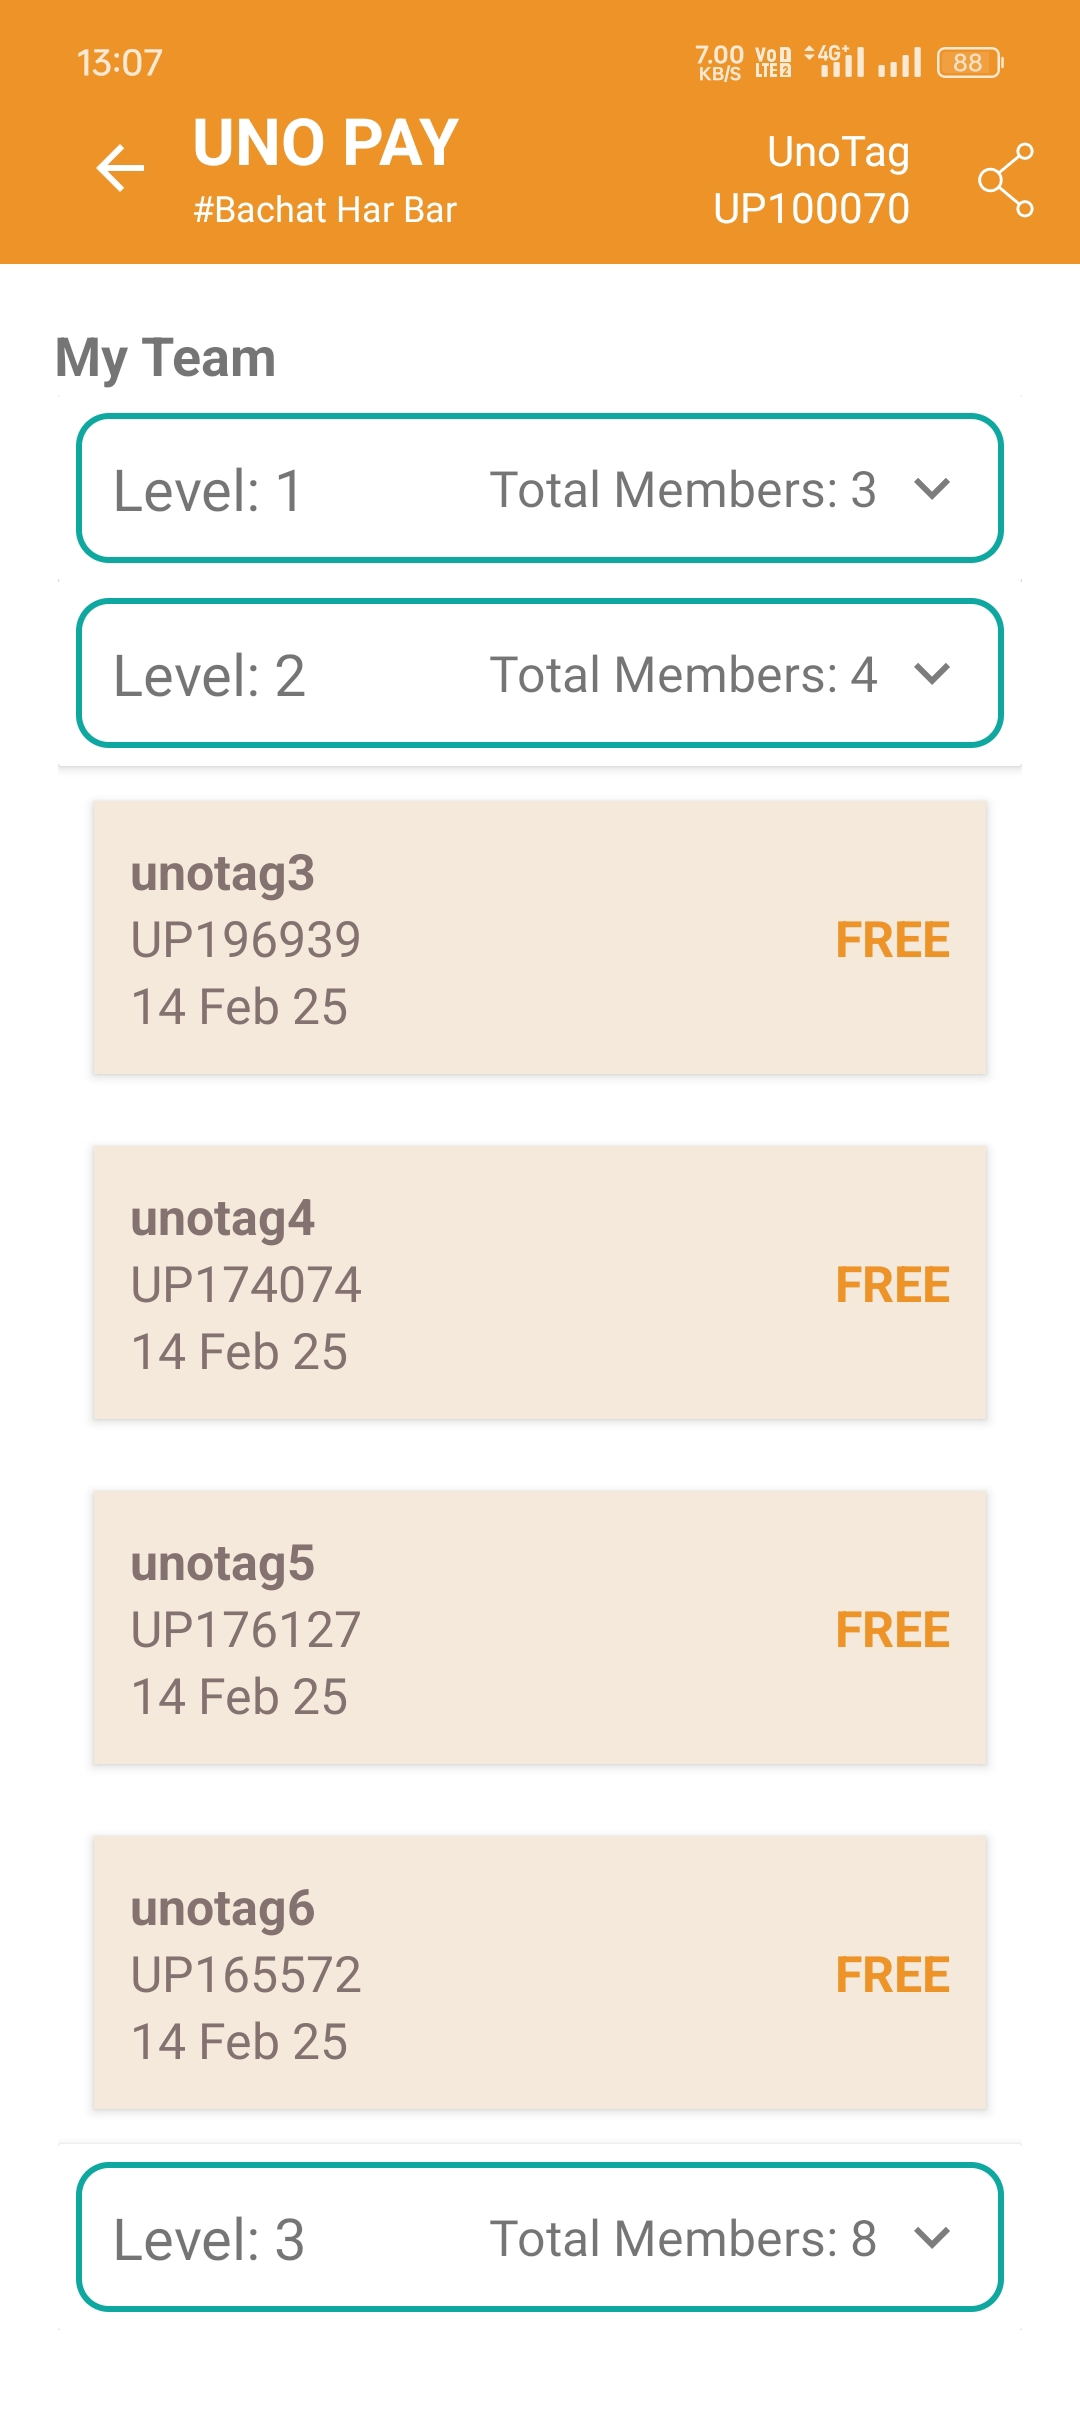 13:07
7.00 KB/S Vo 1 LTE 2 4G+ 88
UNO PAY
#Bachat Har Bar
UnoTag
UP100070
My Team
Level: 1 Total Members: 3
Level: 2 Total Members: 4
unotag3
UP196939 FREE
14 Feb 25
unotag4
UP174074 FREE
14 Feb 25
unotag5
UP176127 FREE
14 Feb 25
unotag6
UP165572 FREE
14 Feb 25
Level: 3 Total Members: 8